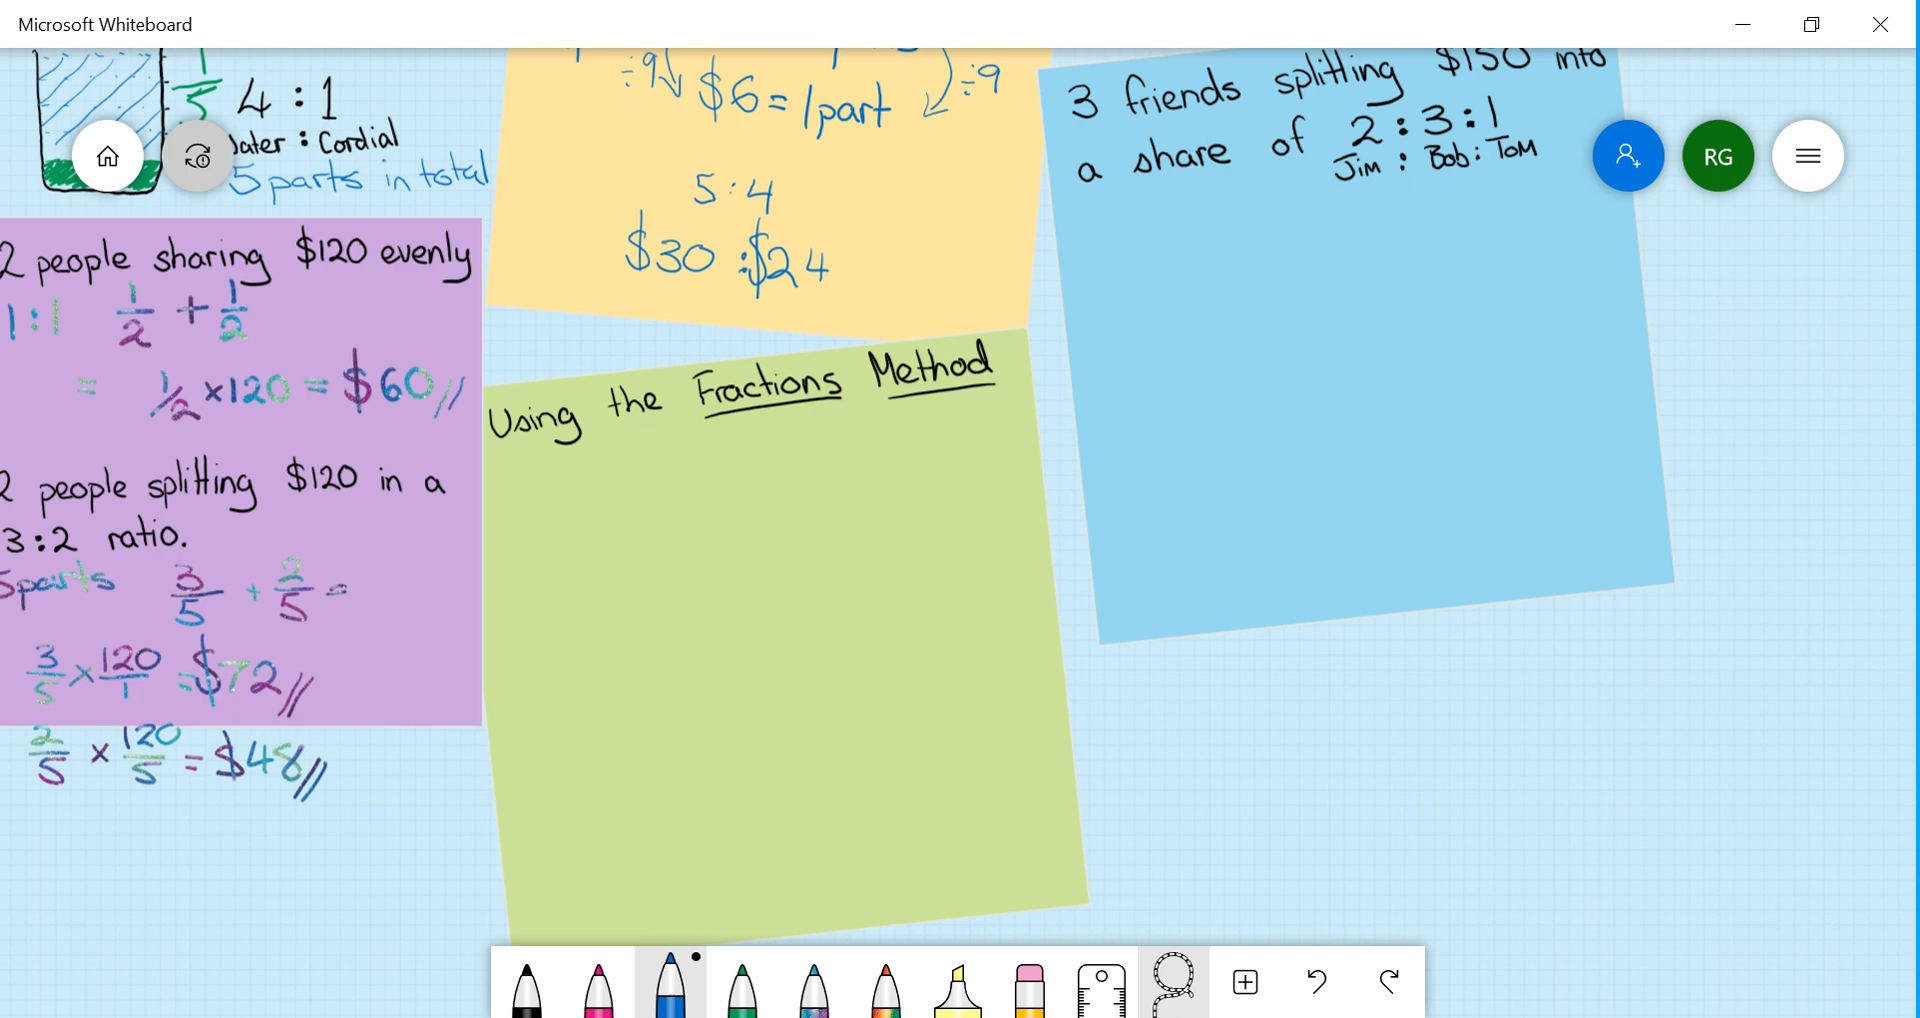 Microsoft Whiteboard
1/5 4 : 1
ater : Cordial
5 parts in total
÷9 $6 = 1 part ÷9
5 : 4
$30 : $24
3 friends splitting $150 into
a share of 2 : 3 : 1
Jim : Bob : Tom
RG
2 people sharing $120 evenly
1 : 1 1/2 + 1/2
= 1/2 × 120 = $60//
2 people splitting $120 in a
3 : 2 ratio.
5 parts 3/5 + 2/5 =
3/5 × 120/1 = $72//
2/5 × 120/5 = $48//
Using the Fractions Method